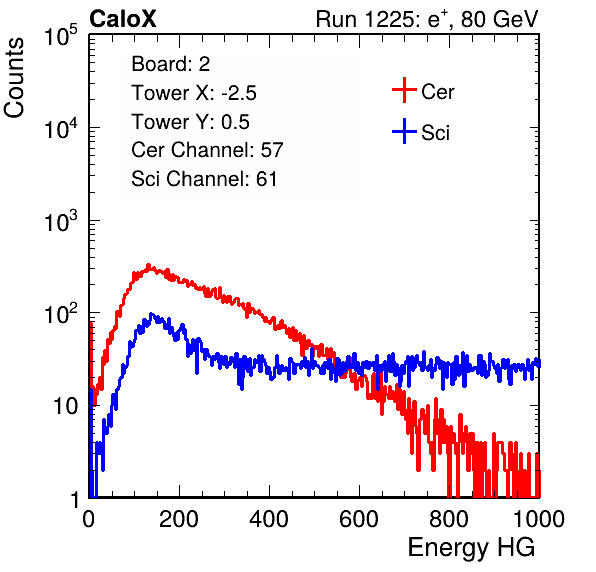 CaloX Run 1225: e⁺, 80 GeV
Counts
Board: 2
Tower X: -2.5
Tower Y: 0.5
Cer Channel: 57
Sci Channel: 61
Cer
Sci
10⁵
10⁴
10³
10²
10
1
0 200 400 600 800 1000
Energy HG